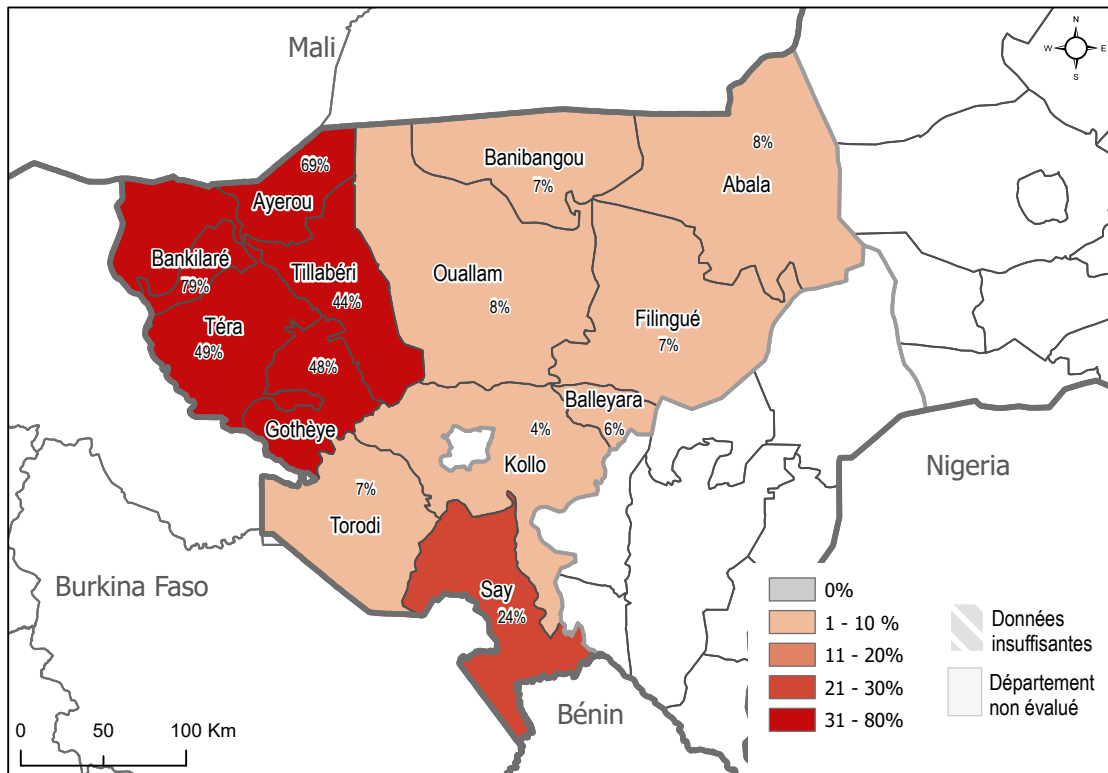 Mali
N
W E
S
69%
Banibangou
7%
8%
Abala
Ayerou
Bankilaré
79%
Tillabéri
44%
Ouallam
8%
Téra
49%
Filingué
7%
48%
Gothèye
Balleyara
6%
4%
Kollo
7%
Torodi
Nigeria
Burkina Faso
Say
24%
Bénin
0%
1 - 10 %
11 - 20%
21 - 30%
31 - 80%
Données
insuffisantes
Département
non évalué
0 50 100 Km